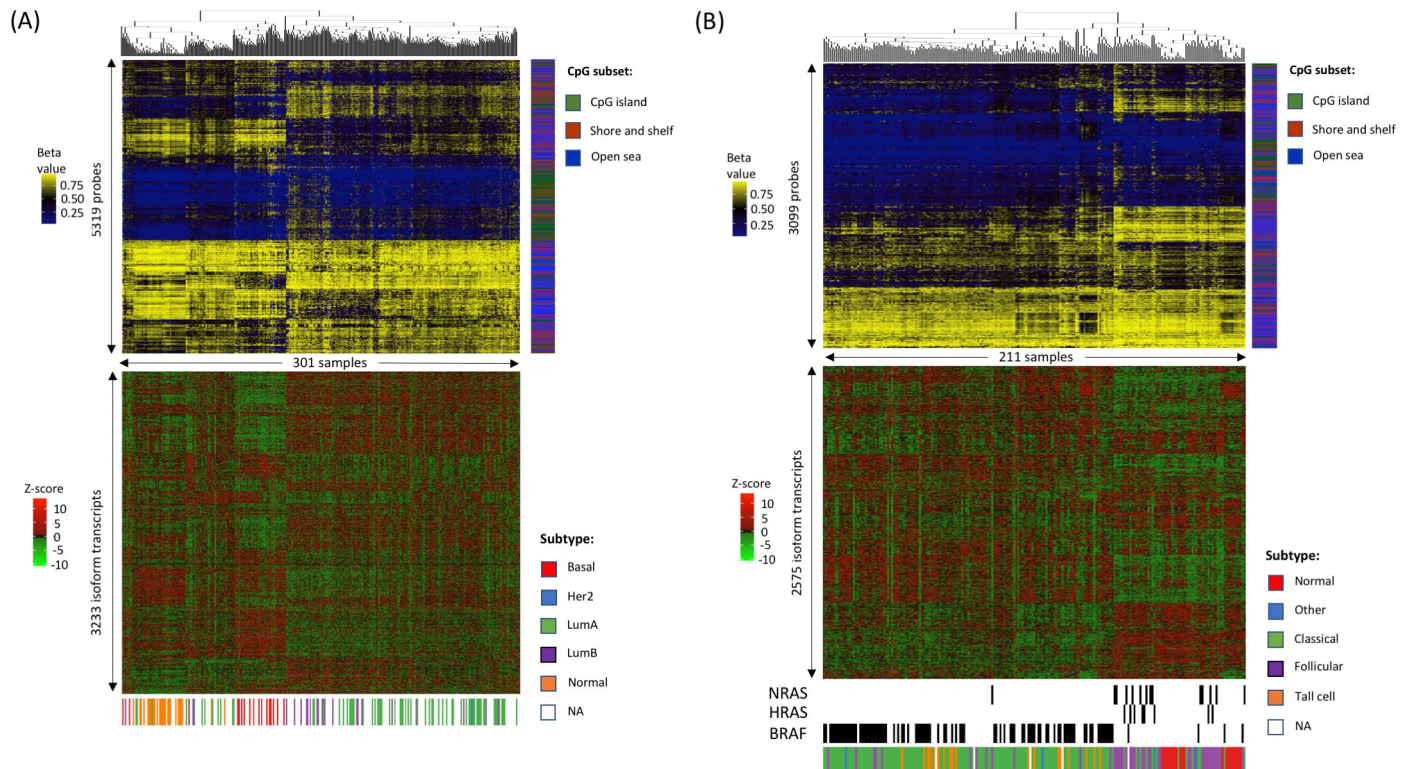 (A)
CpG subset:
CpG island
Shore and shelf
Open sea
Beta
value
0.75
0.50
0.25
5319 probes
301 samples
Z-score
10
5
0
-5
-10
3233 isoform transcripts
Subtype:
Basal
Her2
LumA
LumB
Normal
NA
(B)
CpG subset:
CpG island
Shore and shelf
Open sea
Beta
value
0.75
0.50
0.25
3099 probes
211 samples
Z-score
10
5
0
-5
-10
2575 isoform transcripts
Subtype:
Normal
Other
Classical
Follicular
Tall cell
NA
NRAS
HRAS
BRAF